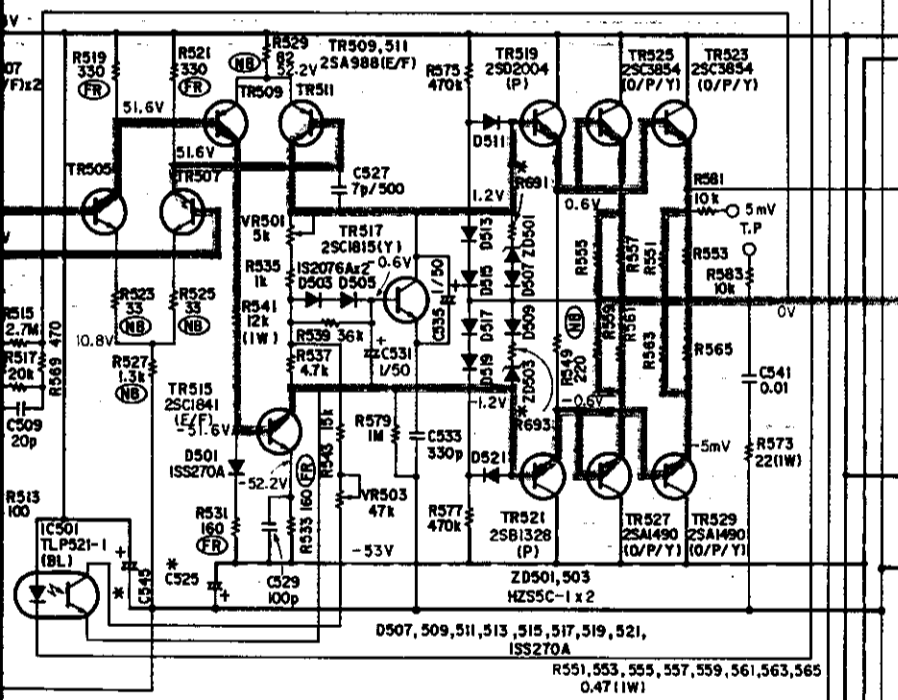 R519
330
FR
R521
330
FR
NB
R529
TR509,511
2SA988(E/F)
TR509
TR511
R575
470k
TR519
2SD2004
(P)
TR525
2SC3854
(O/P/Y)
TR523
2SC3854
(O/P/Y)
51.6V
51.6V
TR505
TR507
C527
7p/500
D511
R691
1.2V
0.6V
R581
10k
5mV
T.P
VR501
5k
TR517
2SC1815(Y)
-0.6V
1S2076Ax2
D503 D505
R535
1k
R541
12k
(1W)
R539 36k
R537
4.7k
C531
1/50
C535 1/50
D513
D515
D517
D519
ZD501
D507
D509
ZD503
R555
R557
R551
R553
R583
10k
0V
NB
R549
220
R559
R561
R563
R565
C541
0.01
R573
22(1W)
R523
33
NB
R525
33
NB
R515
2.7M
R517
20k
R569 470
C509
20p
10.8V
R527
1.3k
NB
TR515
2SC1841
(E/F)
-51.6V
D501
1SS270A
-52.2V
R531
160
FR
FR
R533 160
R543 15k
R579
1M
C533
330p
VR503
47k
-1.2V
-0.6V
R693
D521
R577
470k
-5mV
TR521
2SB1328
(P)
TR527
2SA1490
(O/P/Y)
TR529
2SA1490
(O/P/Y)
R513
100
IC501
TLP521-1
(BL)
C545
*
*
C525
C529
100p
-53V
ZD501,503
HZS5C-1x2
D507,509,511,513,515,517,519,521,
1SS270A
R551,553,555,557,559,561,563,565
0.47(1W)